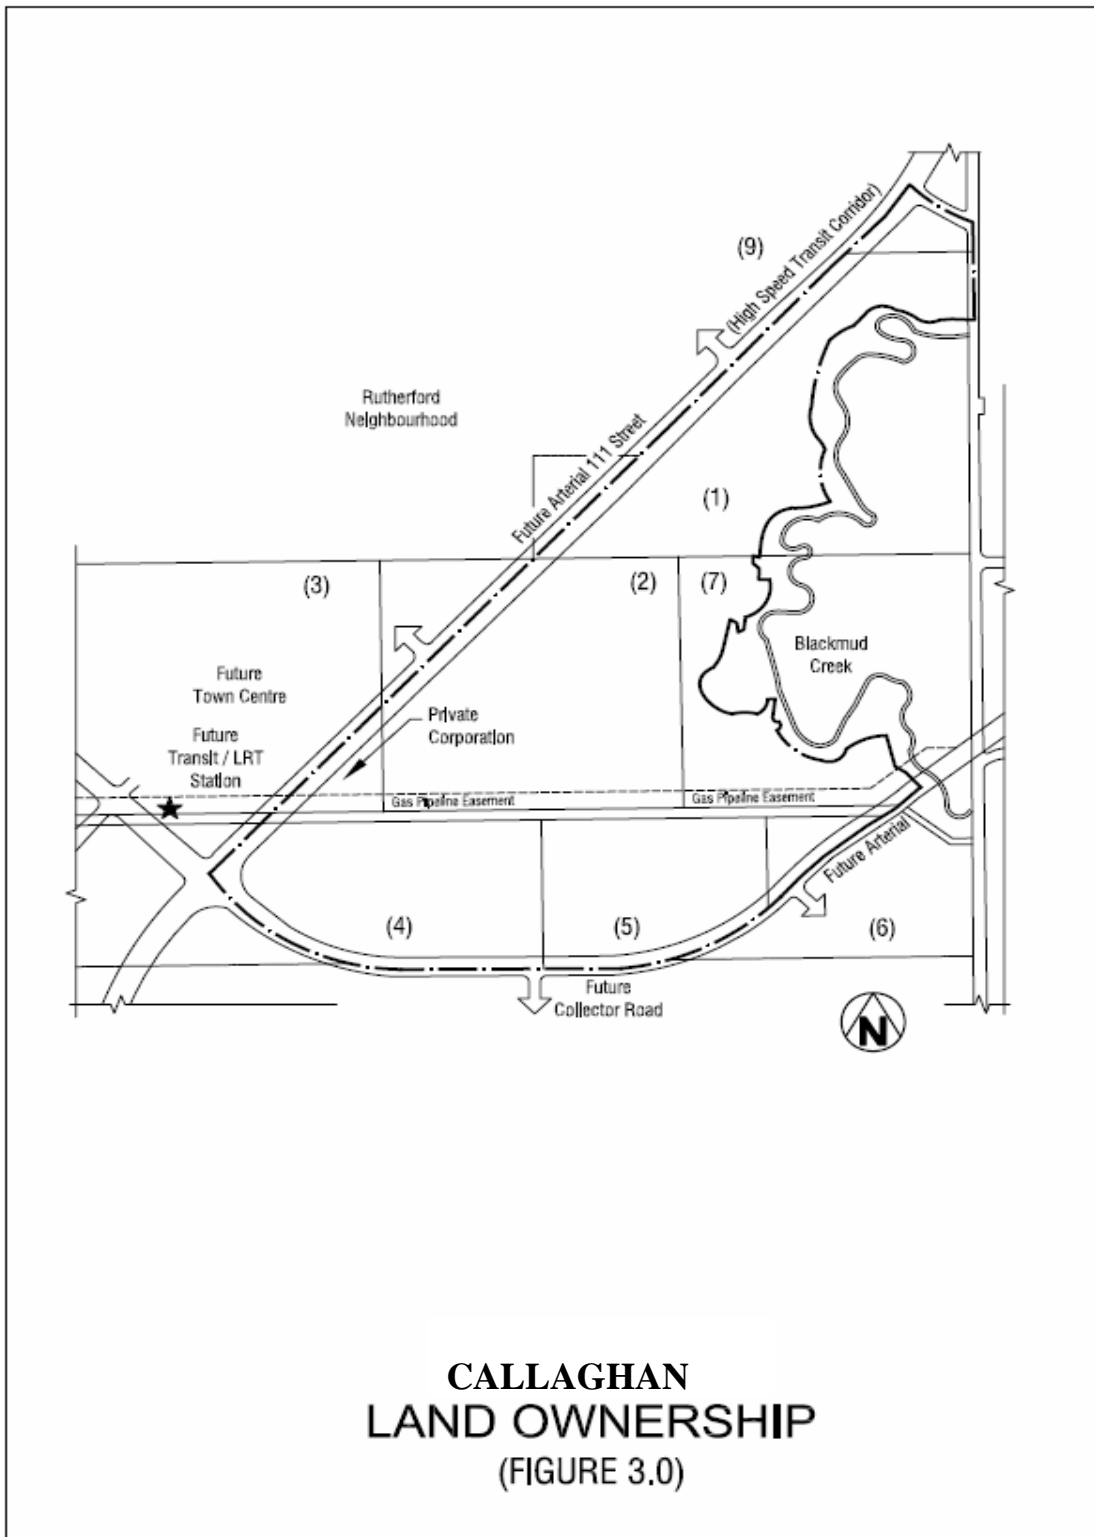 (9)
(High Speed Transit Corridor)
Rutherford
Neighbourhood
Future Arterial 111 Street
(1)
(3)
(2)
(7)
Blackmud
Creek
Future
Town Centre
Private
Corporation
Future
Transit / LRT
Station
Gas Pipeline Easement
Gas Pipeline Easement
Future Arterial
(4)
(5)
(6)
Future
Collector Road
N
CALLAGHAN
LAND OWNERSHIP
(FIGURE 3.0)